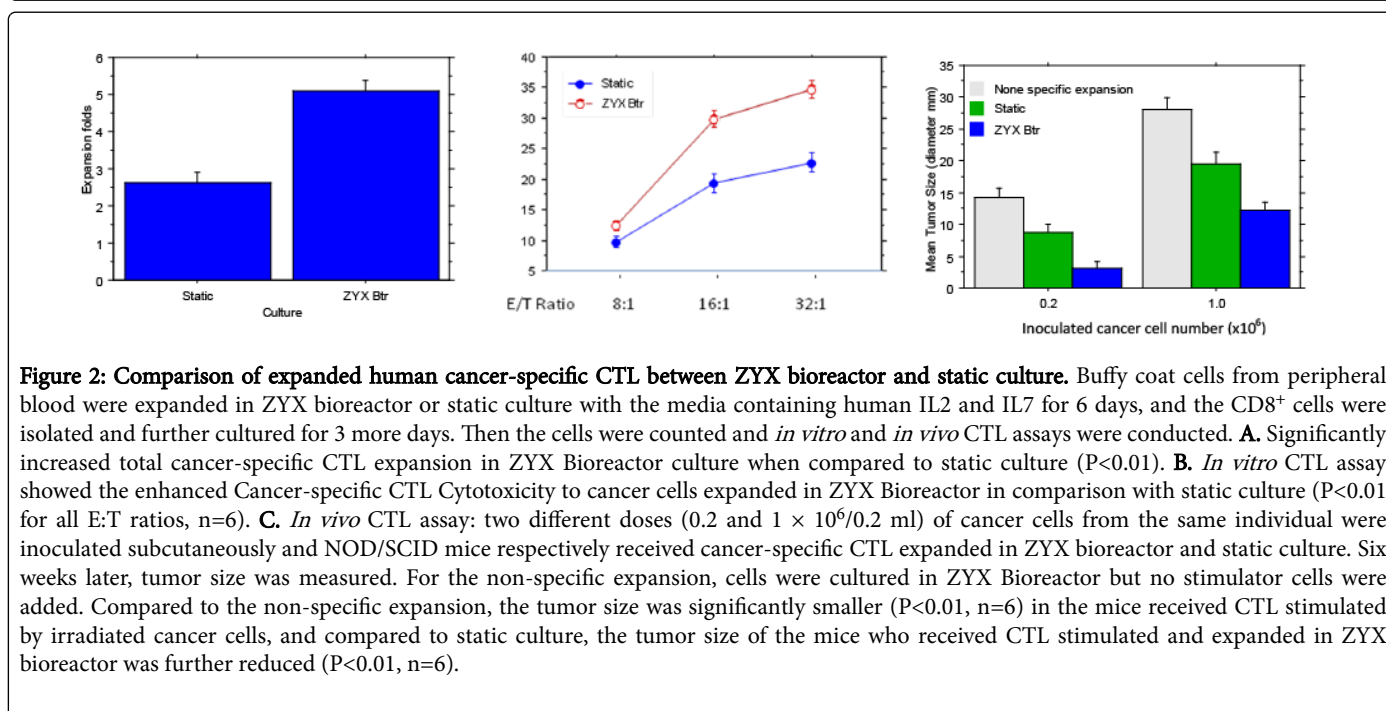 6
5
4
3
2
1
0
Expansion folds
Static
ZYX Btr
Culture
40
35
30
25
20
15
10
5
Static
ZYX Btr
E/T Ratio 8:1 16:1 32:1
35
30
25
20
15
10
5
0
Mean Tumor Size (diameter mm)
None specific expansion
Static
ZYX Btr
0.2
1.0
Inoculated cancer cell number (x10⁶)
Figure 2: Comparison of expanded human cancer-specific CTL between ZYX bioreactor and static culture. Buffy coat cells from peripheral
blood were expanded in ZYX bioreactor or static culture with the media containing human IL2 and IL7 for 6 days, and the CD8⁺ cells were
isolated and further cultured for 3 more days. Then the cells were counted and in vitro and in vivo CTL assays were conducted. A. Significantly
increased total cancer-specific CTL expansion in ZYX Bioreactor culture when compared to static culture (P<0.01). B. In vitro CTL assay
showed the enhanced Cancer-specific CTL Cytotoxicity to cancer cells expanded in ZYX Bioreactor in comparison with static culture (P<0.01
for all E:T ratios, n=6). C. In vivo CTL assay: two different doses (0.2 and 1 × 10⁶/0.2 ml) of cancer cells from the same individual were
inoculated subcutaneously and NOD/SCID mice respectively received cancer-specific CTL expanded in ZYX bioreactor and static culture. Six
weeks later, tumor size was measured. For the non-specific expansion, cells were cultured in ZYX Bioreactor but no stimulator cells were
added. Compared to the non-specific expansion, the tumor size was significantly smaller (P<0.01, n=6) in the mice received CTL stimulated
by irradiated cancer cells, and compared to static culture, the tumor size of the mice who received CTL stimulated and expanded in ZYX
bioreactor was further reduced (P<0.01, n=6).